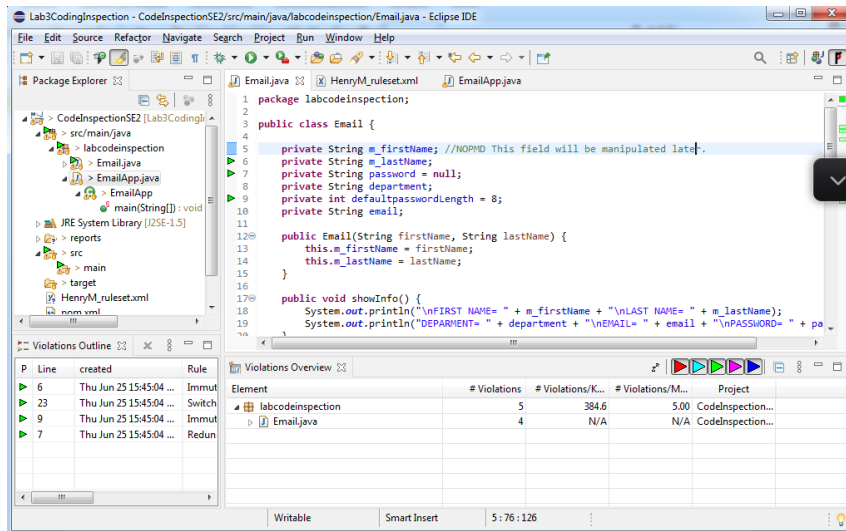 Lab3CodingInspection - CodeInspectionSE2/src/main/java/labcodeinspection/Email.java - Eclipse IDE
File Edit Source Refactor Navigate Search Project Run Window Help
Package Explorer
CodeInspectionSE2 [Lab3CodingI
src/main/java
labcodeinspection
Email.java
EmailApp.java
EmailApp
main(String[]) : void
JRE System Library [J2SE-1.5]
reports
src
main
target
HenryM_ruleset.xml
pom.xml
Email.java HenryM_ruleset.xml EmailApp.java
1 package labcodeinspection;
2
3 public class Email {
4
5 private String m_firstName; //NOPMD This field will be manipulated later.
6 private String m_lastName;
7 private String password = null;
8 private String department;
9 private int defaultpasswordLength = 8;
10 private String email;
11
12 public Email(String firstName, String lastName) {
13 this.m_firstName = firstName;
14 this.m_lastName = lastName;
15 }
16
17 public void showInfo() {
18 System.out.println("\nFIRST NAME= " + m_firstName + "\nLAST NAME= " + m_lastName);
19 System.out.println("DEPARMENT= " + department + "\nEMAIL= " + email + "\nPASSWORD= " + pa
20 }
Violations Outline
P Line created Rule
6 Thu Jun 25 15:45:04 ... Immut
23 Thu Jun 25 15:45:04 ... Switch
9 Thu Jun 25 15:45:04 ... Immut
7 Thu Jun 25 15:45:04 ... Redun
Violations Overview
Element # Violations # Violations/K... # Violations/M... Project
labcodeinspection 5 384.6 5.00 CodeInspection...
Email.java 4 N/A N/A CodeInspection...
Writable Smart Insert 5 : 76 : 126